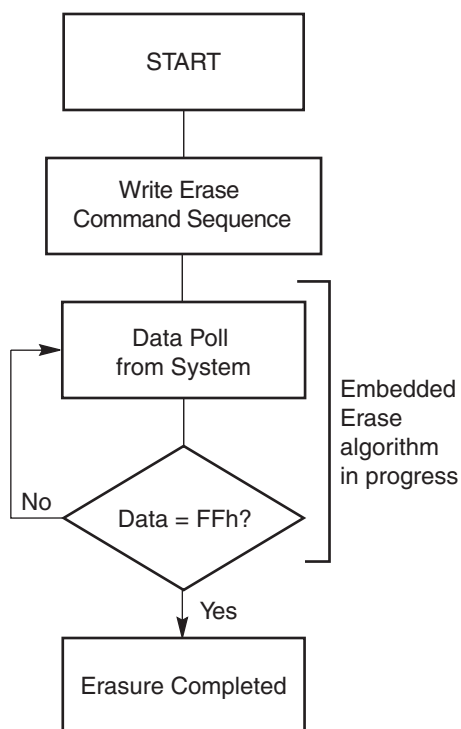 START
Write Erase
Command Sequence
Data Poll
from System
Embedded
Erase
algorithm
in progress
No
Data = FFh?
Yes
Erasure Completed